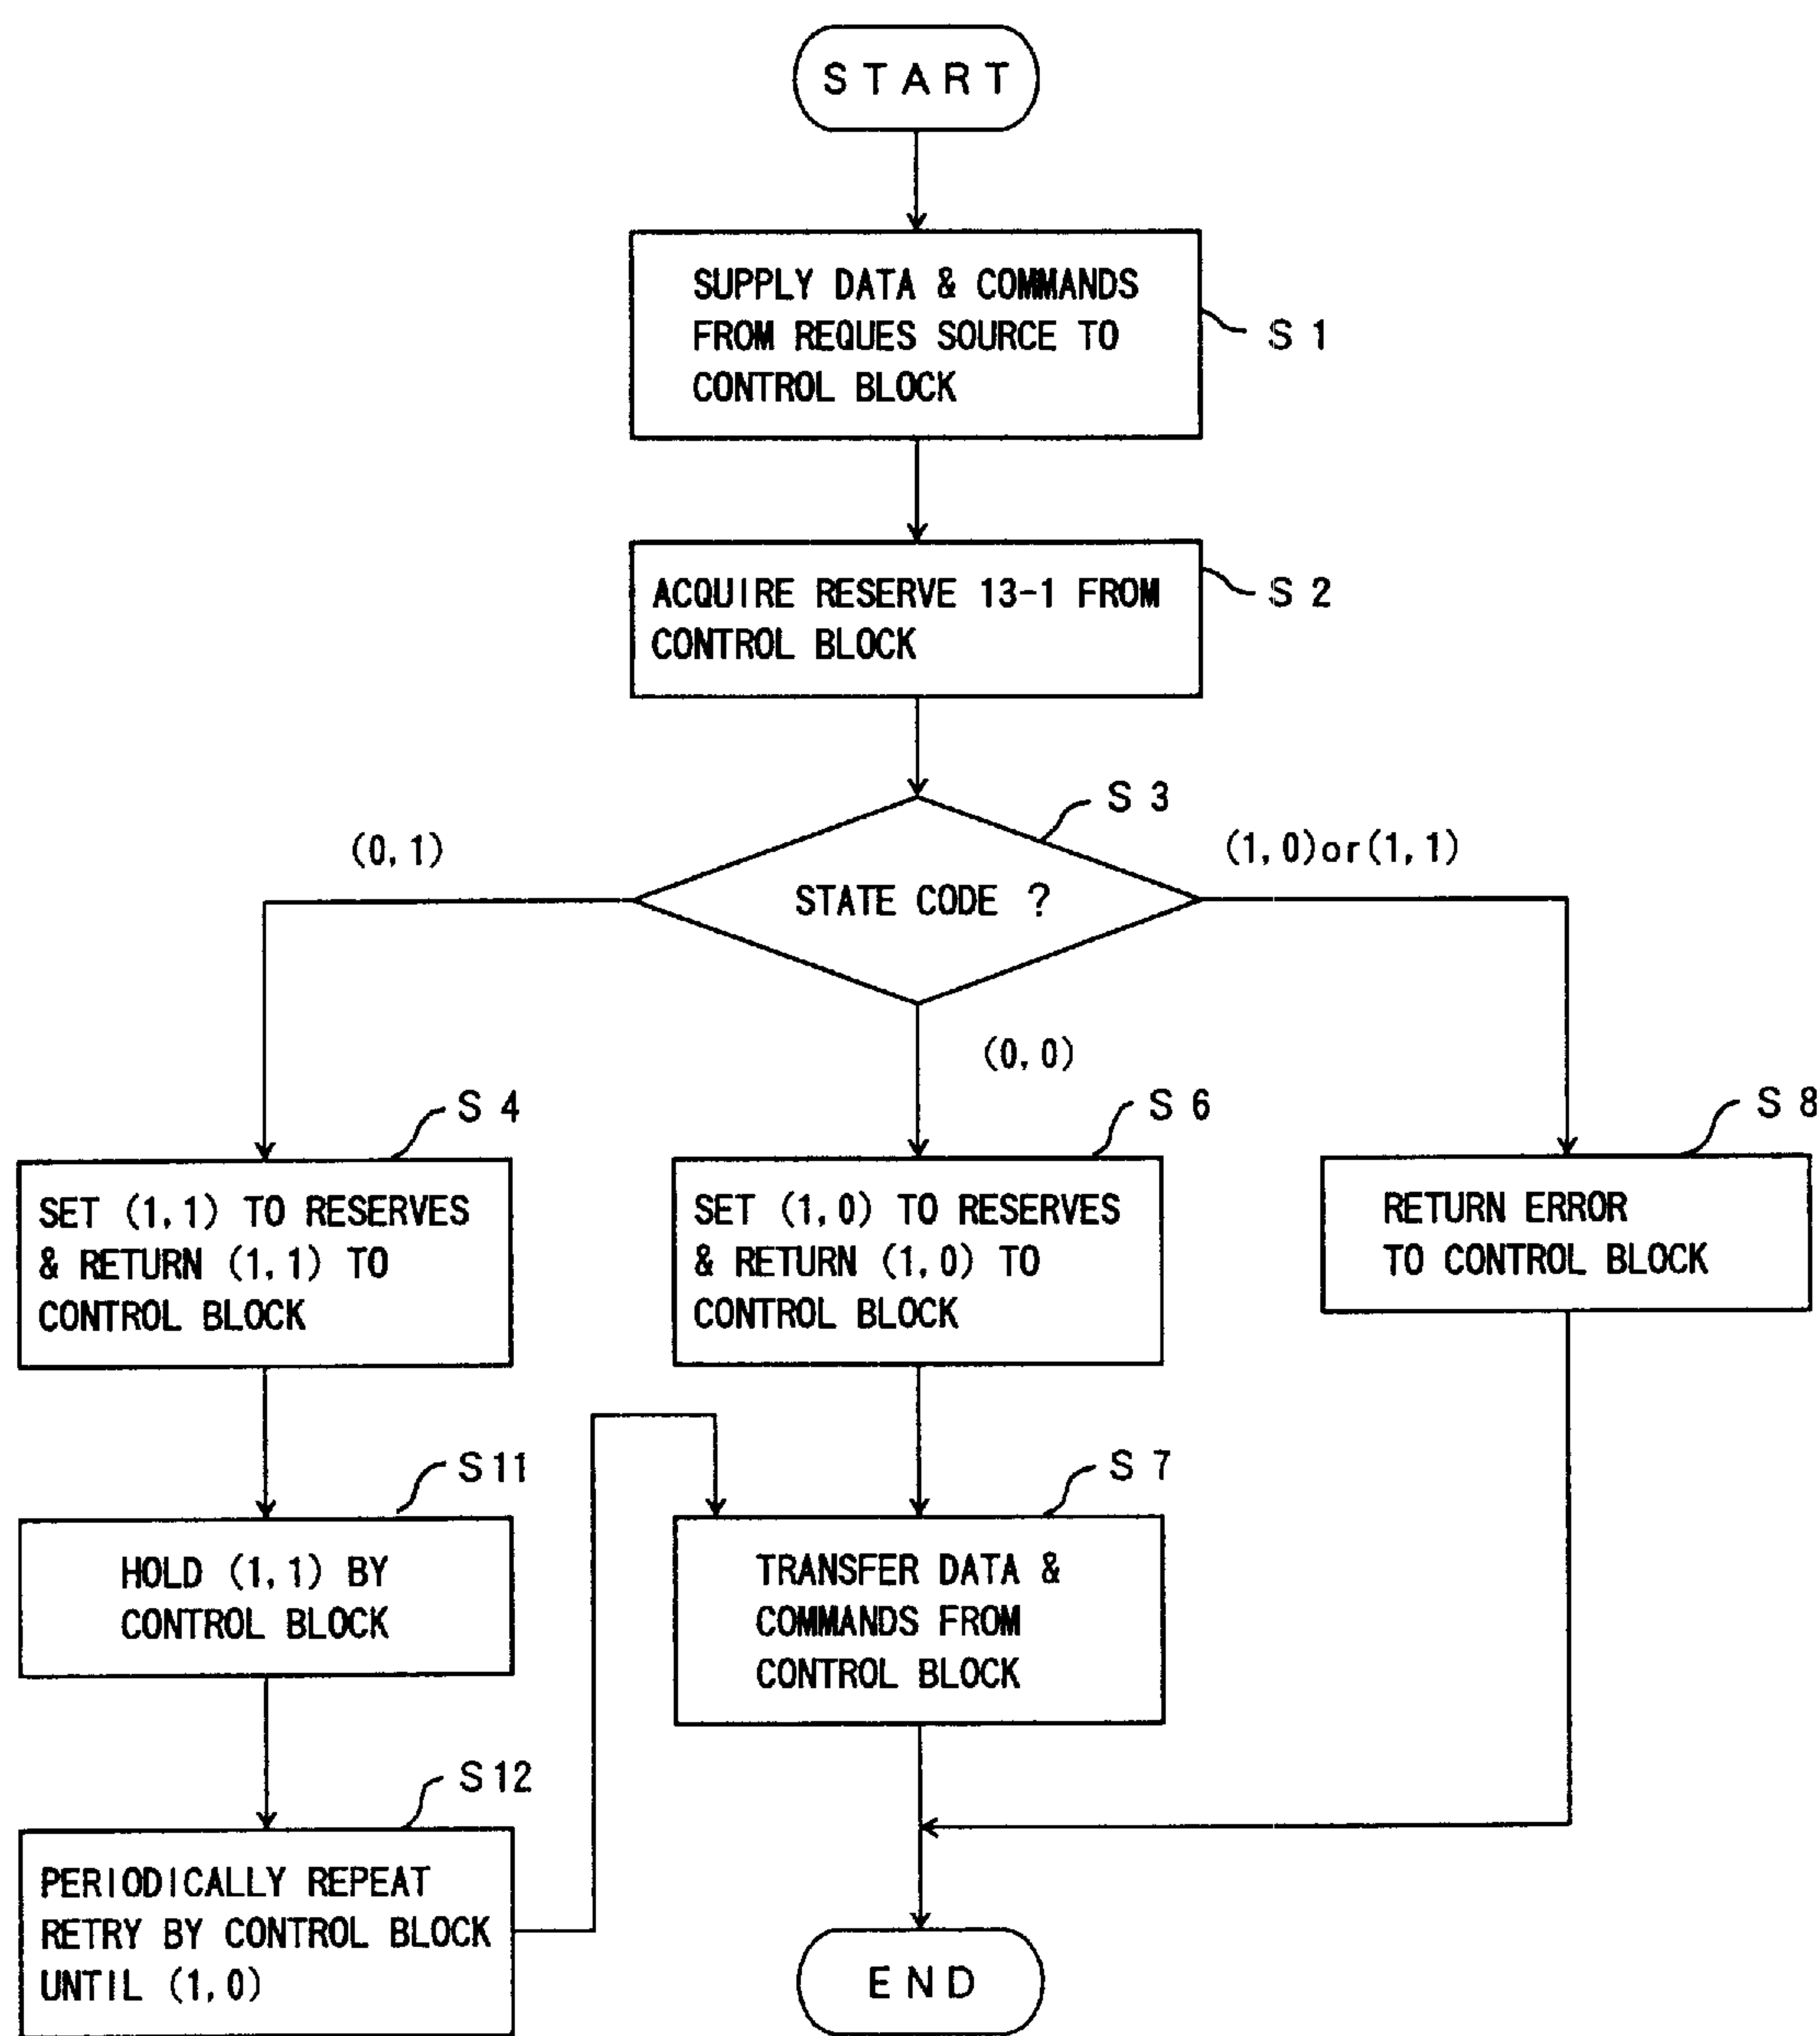 START
SUPPLY DATA & COMMANDS
FROM REQUES SOURCE TO
CONTROL BLOCK
S 1
ACQUIRE RESERVE 13-1 FROM
CONTROL BLOCK
S 2
S 3
(0, 1)
(1, 0)or(1, 1)
STATE CODE ?
(0, 0)
S 4
SET (1, 1) TO RESERVES
& RETURN (1, 1) TO
CONTROL BLOCK
S 6
SET (1, 0) TO RESERVES
& RETURN (1, 0) TO
CONTROL BLOCK
S 8
RETURN ERROR
TO CONTROL BLOCK
S11
HOLD (1, 1) BY
CONTROL BLOCK
S 7
TRANSFER DATA &
COMMANDS FROM
CONTROL BLOCK
S12
PERIODICALLY REPEAT
RETRY BY CONTROL BLOCK
UNTIL (1, 0)
END